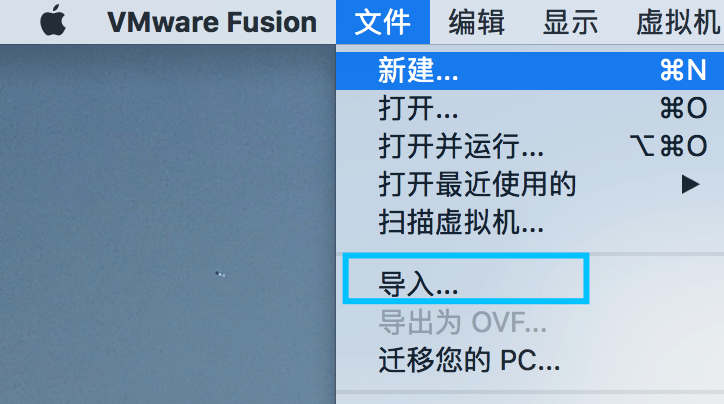 VMware Fusion 文件 编辑 显示 虚拟机
新建... ⌘N
打开... ⌘O
打开并运行... ⌥⌘O
打开最近使用的 ▶
扫描虚拟机...
导入...
导出为 OVF...
迁移您的 PC...